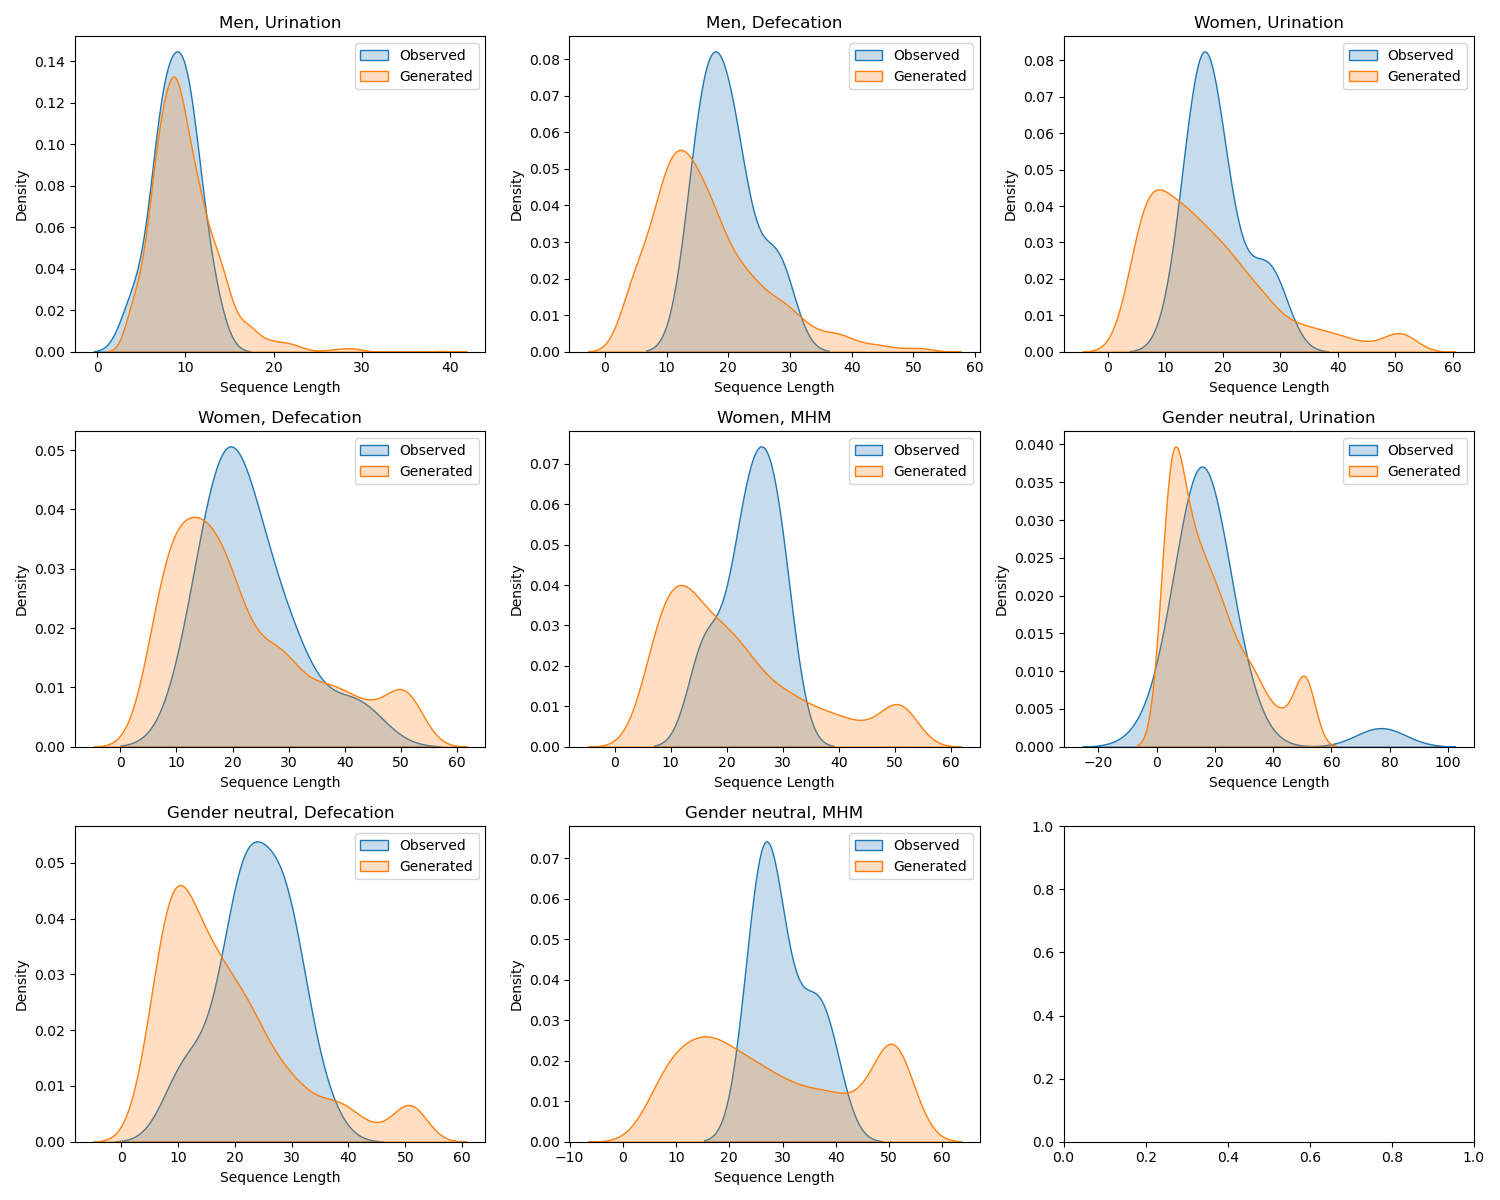 Men, Urination
Density
0.14
0.12
0.10
0.08
0.06
0.04
0.02
0.00
Observed
Generated
0 10 20 30 40
Sequence Length
Men, Defecation
Density
0.08
0.07
0.06
0.05
0.04
0.03
0.02
0.01
0.00
Observed
Generated
0 10 20 30 40 50 60
Sequence Length
Women, Urination
Density
0.08
0.07
0.06
0.05
0.04
0.03
0.02
0.01
0.00
Observed
Generated
0 10 20 30 40 50 60
Sequence Length
Women, Defecation
Density
0.05
0.04
0.03
0.02
0.01
0.00
Observed
Generated
0 10 20 30 40 50 60
Sequence Length
Women, MHM
Density
0.07
0.06
0.05
0.04
0.03
0.02
0.01
0.00
Observed
Generated
0 10 20 30 40 50 60
Sequence Length
Gender neutral, Urination
Density
0.040
0.035
0.030
0.025
0.020
0.015
0.010
0.005
0.000
Observed
Generated
−20 0 20 40 60 80 100
Sequence Length
Gender neutral, Defecation
Density
0.05
0.04
0.03
0.02
0.01
0.00
Observed
Generated
0 10 20 30 40 50 60
Sequence Length
Gender neutral, MHM
Density
0.07
0.06
0.05
0.04
0.03
0.02
0.01
0.00
Observed
Generated
−10 0 10 20 30 40 50 60
Sequence Length
1.0
0.8
0.6
0.4
0.2
0.0
0.0 0.2 0.4 0.6 0.8 1.0